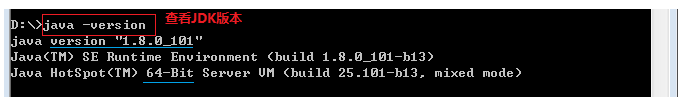 D:\>java -version 查看JDK版本
java version "1.8.0_101"
Java(TM) SE Runtime Environment (build 1.8.0_101-b13)
Java HotSpot(TM) 64-Bit Server VM (build 25.101-b13, mixed mode)